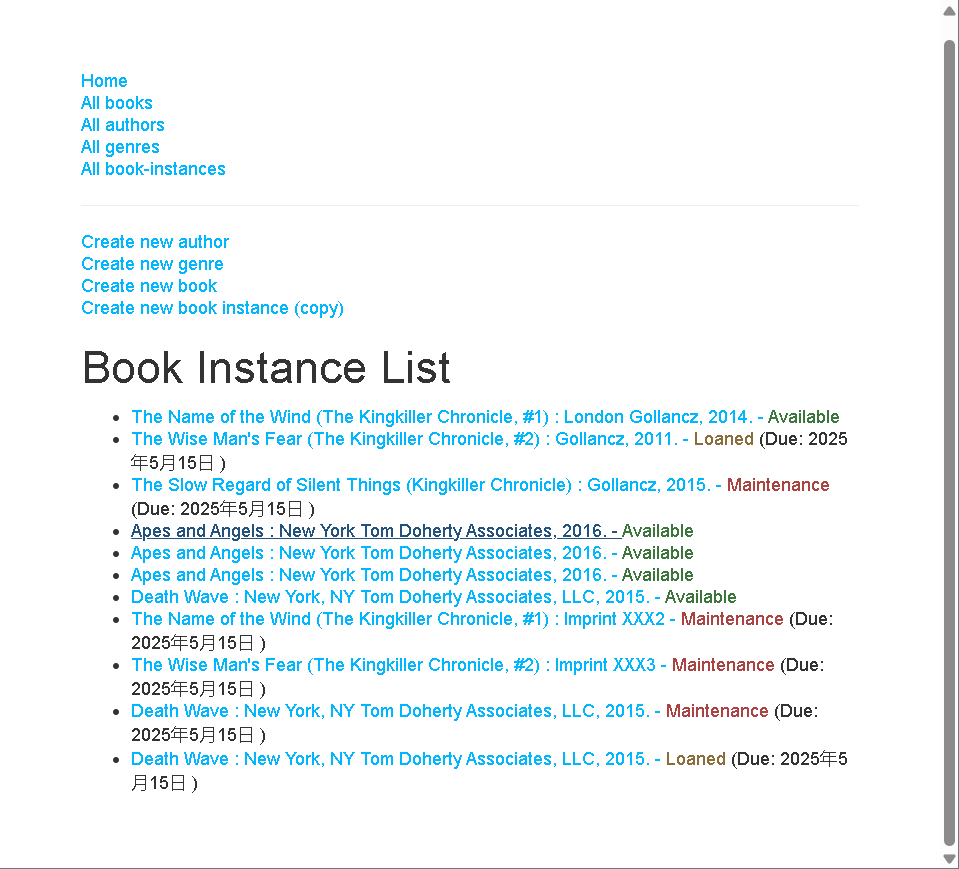 Home
All books
All authors
All genres
All book-instances
Create new author
Create new genre
Create new book
Create new book instance (copy)
Book Instance List
The Name of the Wind (The Kingkiller Chronicle, #1) : London Gollancz, 2014. - Available
The Wise Man's Fear (The Kingkiller Chronicle, #2) : Gollancz, 2011. - Loaned (Due: 2025
年5月15日 )
The Slow Regard of Silent Things (Kingkiller Chronicle) : Gollancz, 2015. - Maintenance
(Due: 2025年5月15日 )
Apes and Angels : New York Tom Doherty Associates, 2016. - Available
Apes and Angels : New York Tom Doherty Associates, 2016. - Available
Apes and Angels : New York Tom Doherty Associates, 2016. - Available
Death Wave : New York, NY Tom Doherty Associates, LLC, 2015. - Available
The Name of the Wind (The Kingkiller Chronicle, #1) : Imprint XXX2 - Maintenance (Due:
2025年5月15日 )
The Wise Man's Fear (The Kingkiller Chronicle, #2) : Imprint XXX3 - Maintenance (Due:
2025年5月15日 )
Death Wave : New York, NY Tom Doherty Associates, LLC, 2015. - Maintenance (Due:
2025年5月15日 )
Death Wave : New York, NY Tom Doherty Associates, LLC, 2015. - Loaned (Due: 2025年5
月15日 )